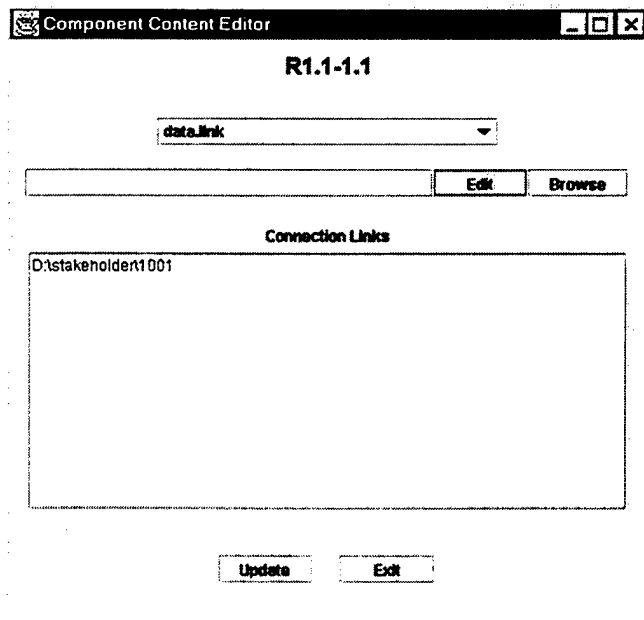 Component Content Editor
R1.1-1.1
data.link
Edit Browse
Connection Links
D:\stakeholder\1001
Update Exit